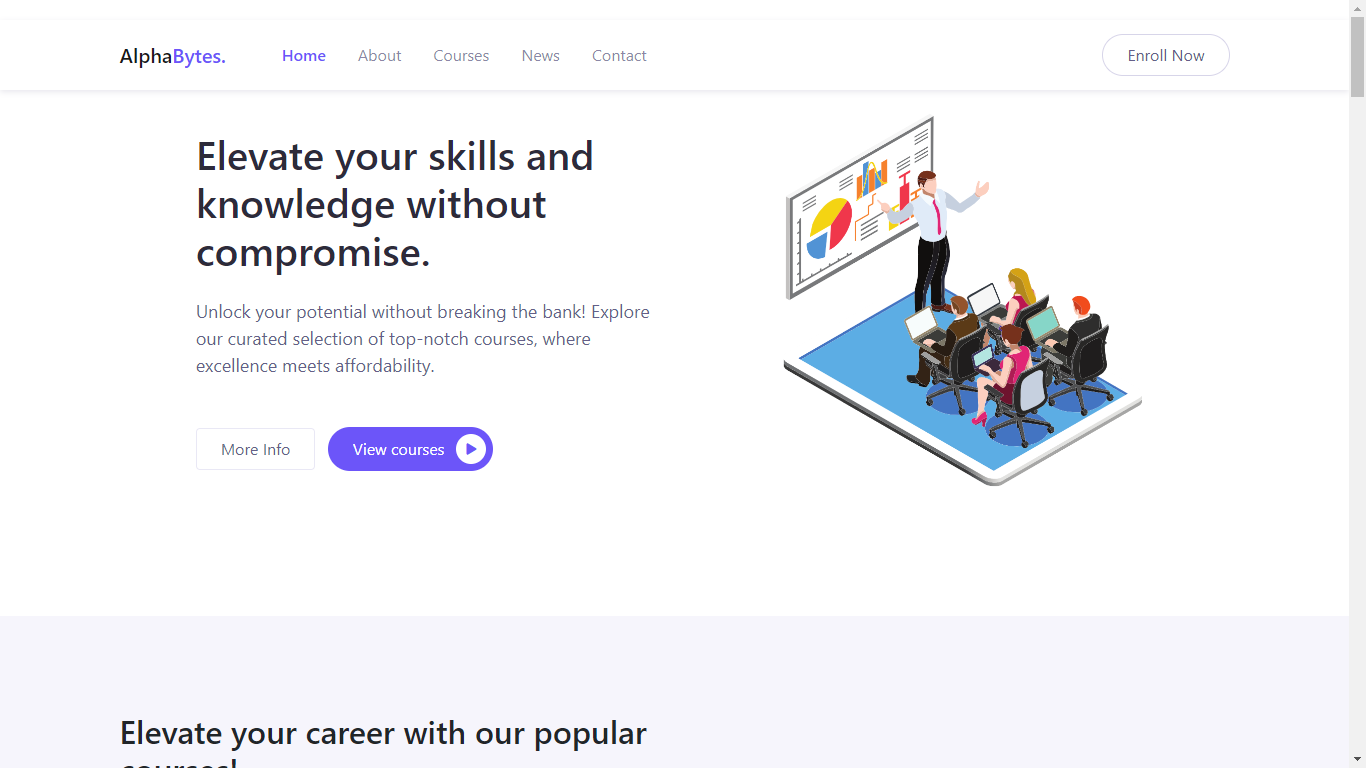 AlphaBytes.
Home
About
Courses
News
Contact
Enroll Now
Elevate your skills and
knowledge without
compromise.
Unlock your potential without breaking the bank! Explore
our curated selection of top-notch courses, where
excellence meets affordability.
More Info
View courses
Elevate your career with our popular
courses!